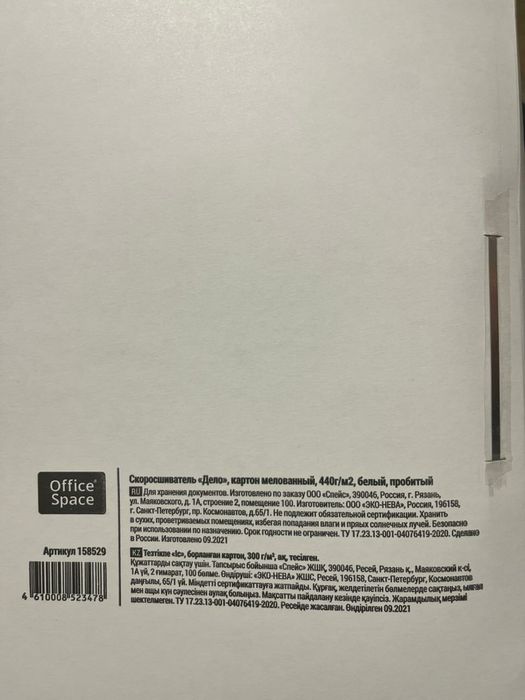 Office®
Space
Артикул 158529
4 610008 523478
Скоросшиватель «Дело», картон мелованный, 440г/м2, белый, пробитый
RU Для хранения документов. Изготовлено по заказу ООО «Спейс», 390046, Россия, г. Рязань,
ул. Маяковского, д. 1А, строение 2, помещение 100. Изготовитель: ООО «ЭКО-НЕВА», Россия, 196158,
г. Санкт-Петербург, пр. Космонавтов, д.65/1. Не подлежит обязательной сертификации. Хранить
в сухих, проветриваемых помещениях, избегая попадания влаги и прямых солнечных лучей. Безопасно
при использовании по назначению. Срок годности не ограничен. ТУ 17.23.13-001-04076419-2020. Сделано
в России. Изготовлено 09.2021
KZ Тезтікпе «Іс», борланған картон, 300 г/м², ақ, тесілген.
Құжаттарды сақтау үшін. Тапсырыс бойынша «Спейс» ЖШҚ, 390046, Ресей, Рязань қ., Маяковский к-сі,
1А үй, 2 ғимарат, 100 бөлме. Өндіруші: «ЭКО-НЕВА» ЖШС, Ресей, 196158, Санкт-Петербург, Космонавтов
даңғылы, 65/1 үй. Міндетті сертификаттауға жатпайды. Құрғақ, желдетілетін бөлмелерде сақтаңыз, ылғал
мен ашы күн сәулесінен аулақ болыңыз. Мақсатты пайдалану кезінде қауіпсіз. Жарамдылық мерзімі
шектелмеген. ТУ 17.23.13-001-04076419-2020. Ресейде жасалған. Өндірілген 09.2021